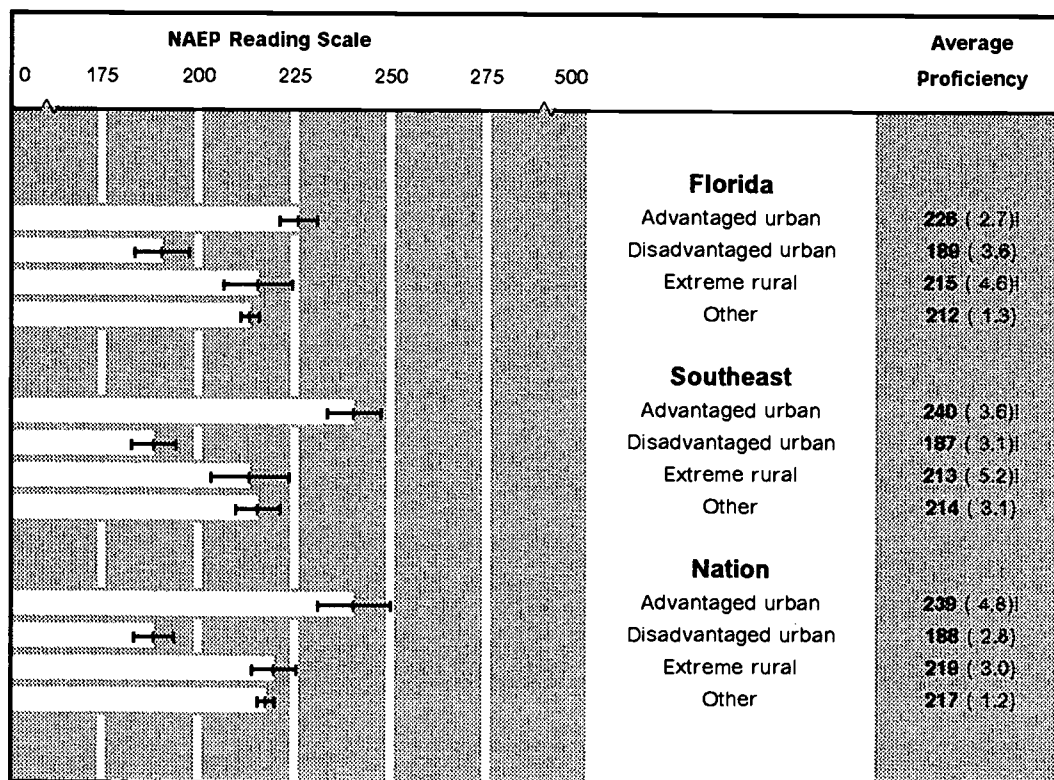 NAEP Reading Scale
Average
0 175 200 225 250 275 500
Proficiency
Florida
Advantaged urban 226 ( 2.7)!
Disadvantaged urban 189 ( 3.6)
Extreme rural 215 ( 4.6)!
Other 212 ( 1.3)
Southeast
Advantaged urban 240 ( 3.6)!
Disadvantaged urban 187 ( 3.1)!
Extreme rural 213 ( 5.2)!
Other 214 ( 3.1)
Nation
Advantaged urban 239 ( 4.8)!
Disadvantaged urban 188 ( 2.8)
Extreme rural 219 ( 3.0)
Other 217 ( 1.2)